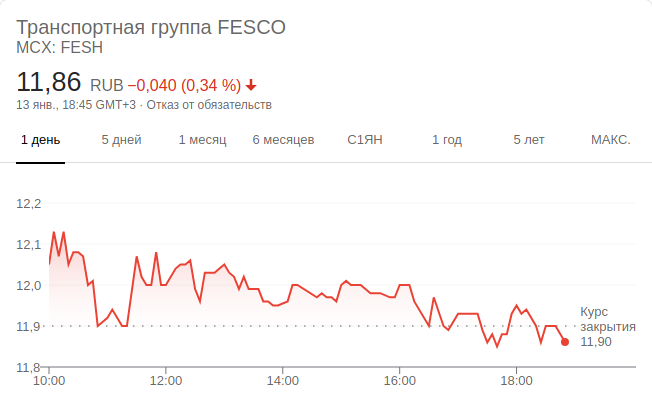 Транспортная группа FESCO
MCX: FESH
11,86 RUB −0,040 (0,34 %)
13 янв., 18:45 GMT+3 · Отказ от обязательств
1 день 5 дней 1 месяц 6 месяцев С1ЯН 1 год 5 лет МАКС.
12,2
12,1
12,0
11,9
11,8
Курс
закрытия
11,90
10:00 12:00 14:00 16:00 18:00